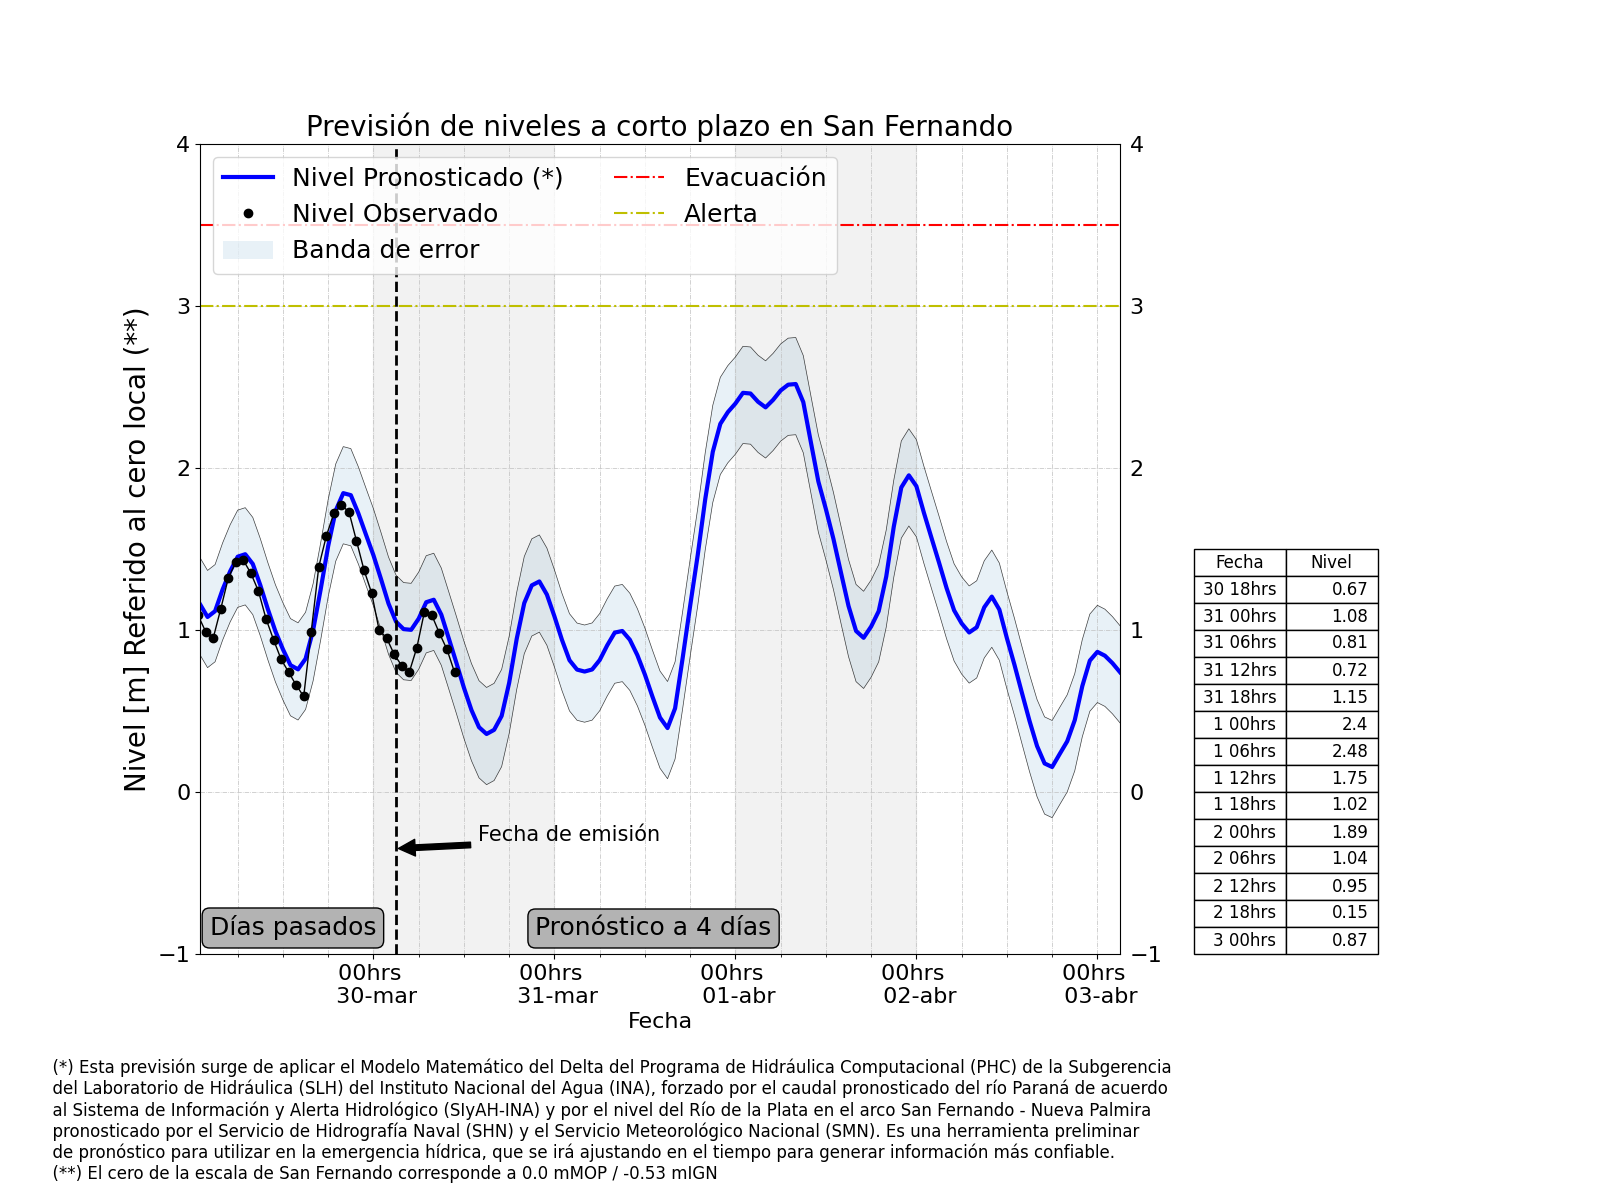 Previsión de niveles a corto plazo en San Fernando
4
4
Nivel Pronosticado (*)
Evacuación
Nivel Observado
Alerta
Banda de error
3
3
2
2
1
1
0
0
−1
−1
Nivel [m] Referido al cero local (**)
Fecha de emisión
Días pasados
Pronóstico a 4 días
00hrs
30-mar
00hrs
31-mar
00hrs
01-abr
00hrs
02-abr
00hrs
03-abr
Fecha
Fecha Nivel
30 18hrs 0.67
31 00hrs 1.08
31 06hrs 0.81
31 12hrs 0.72
31 18hrs 1.15
1 00hrs 2.4
1 06hrs 2.48
1 12hrs 1.75
1 18hrs 1.02
2 00hrs 1.89
2 06hrs 1.04
2 12hrs 0.95
2 18hrs 0.15
3 00hrs 0.87
(*) Esta previsión surge de aplicar el Modelo Matemático del Delta del Programa de Hidráulica Computacional (PHC) de la Subgerencia
del Laboratorio de Hidráulica (SLH) del Instituto Nacional del Agua (INA), forzado por el caudal pronosticado del río Paraná de acuerdo
al Sistema de Información y Alerta Hidrológico (SIyAH-INA) y por el nivel del Río de la Plata en el arco San Fernando - Nueva Palmira
pronosticado por el Servicio de Hidrografía Naval (SHN) y el Servicio Meteorológico Nacional (SMN). Es una herramienta preliminar
de pronóstico para utilizar en la emergencia hídrica, que se irá ajustando en el tiempo para generar información más confiable.
(**) El cero de la escala de San Fernando corresponde a 0.0 mMOP / -0.53 mIGN